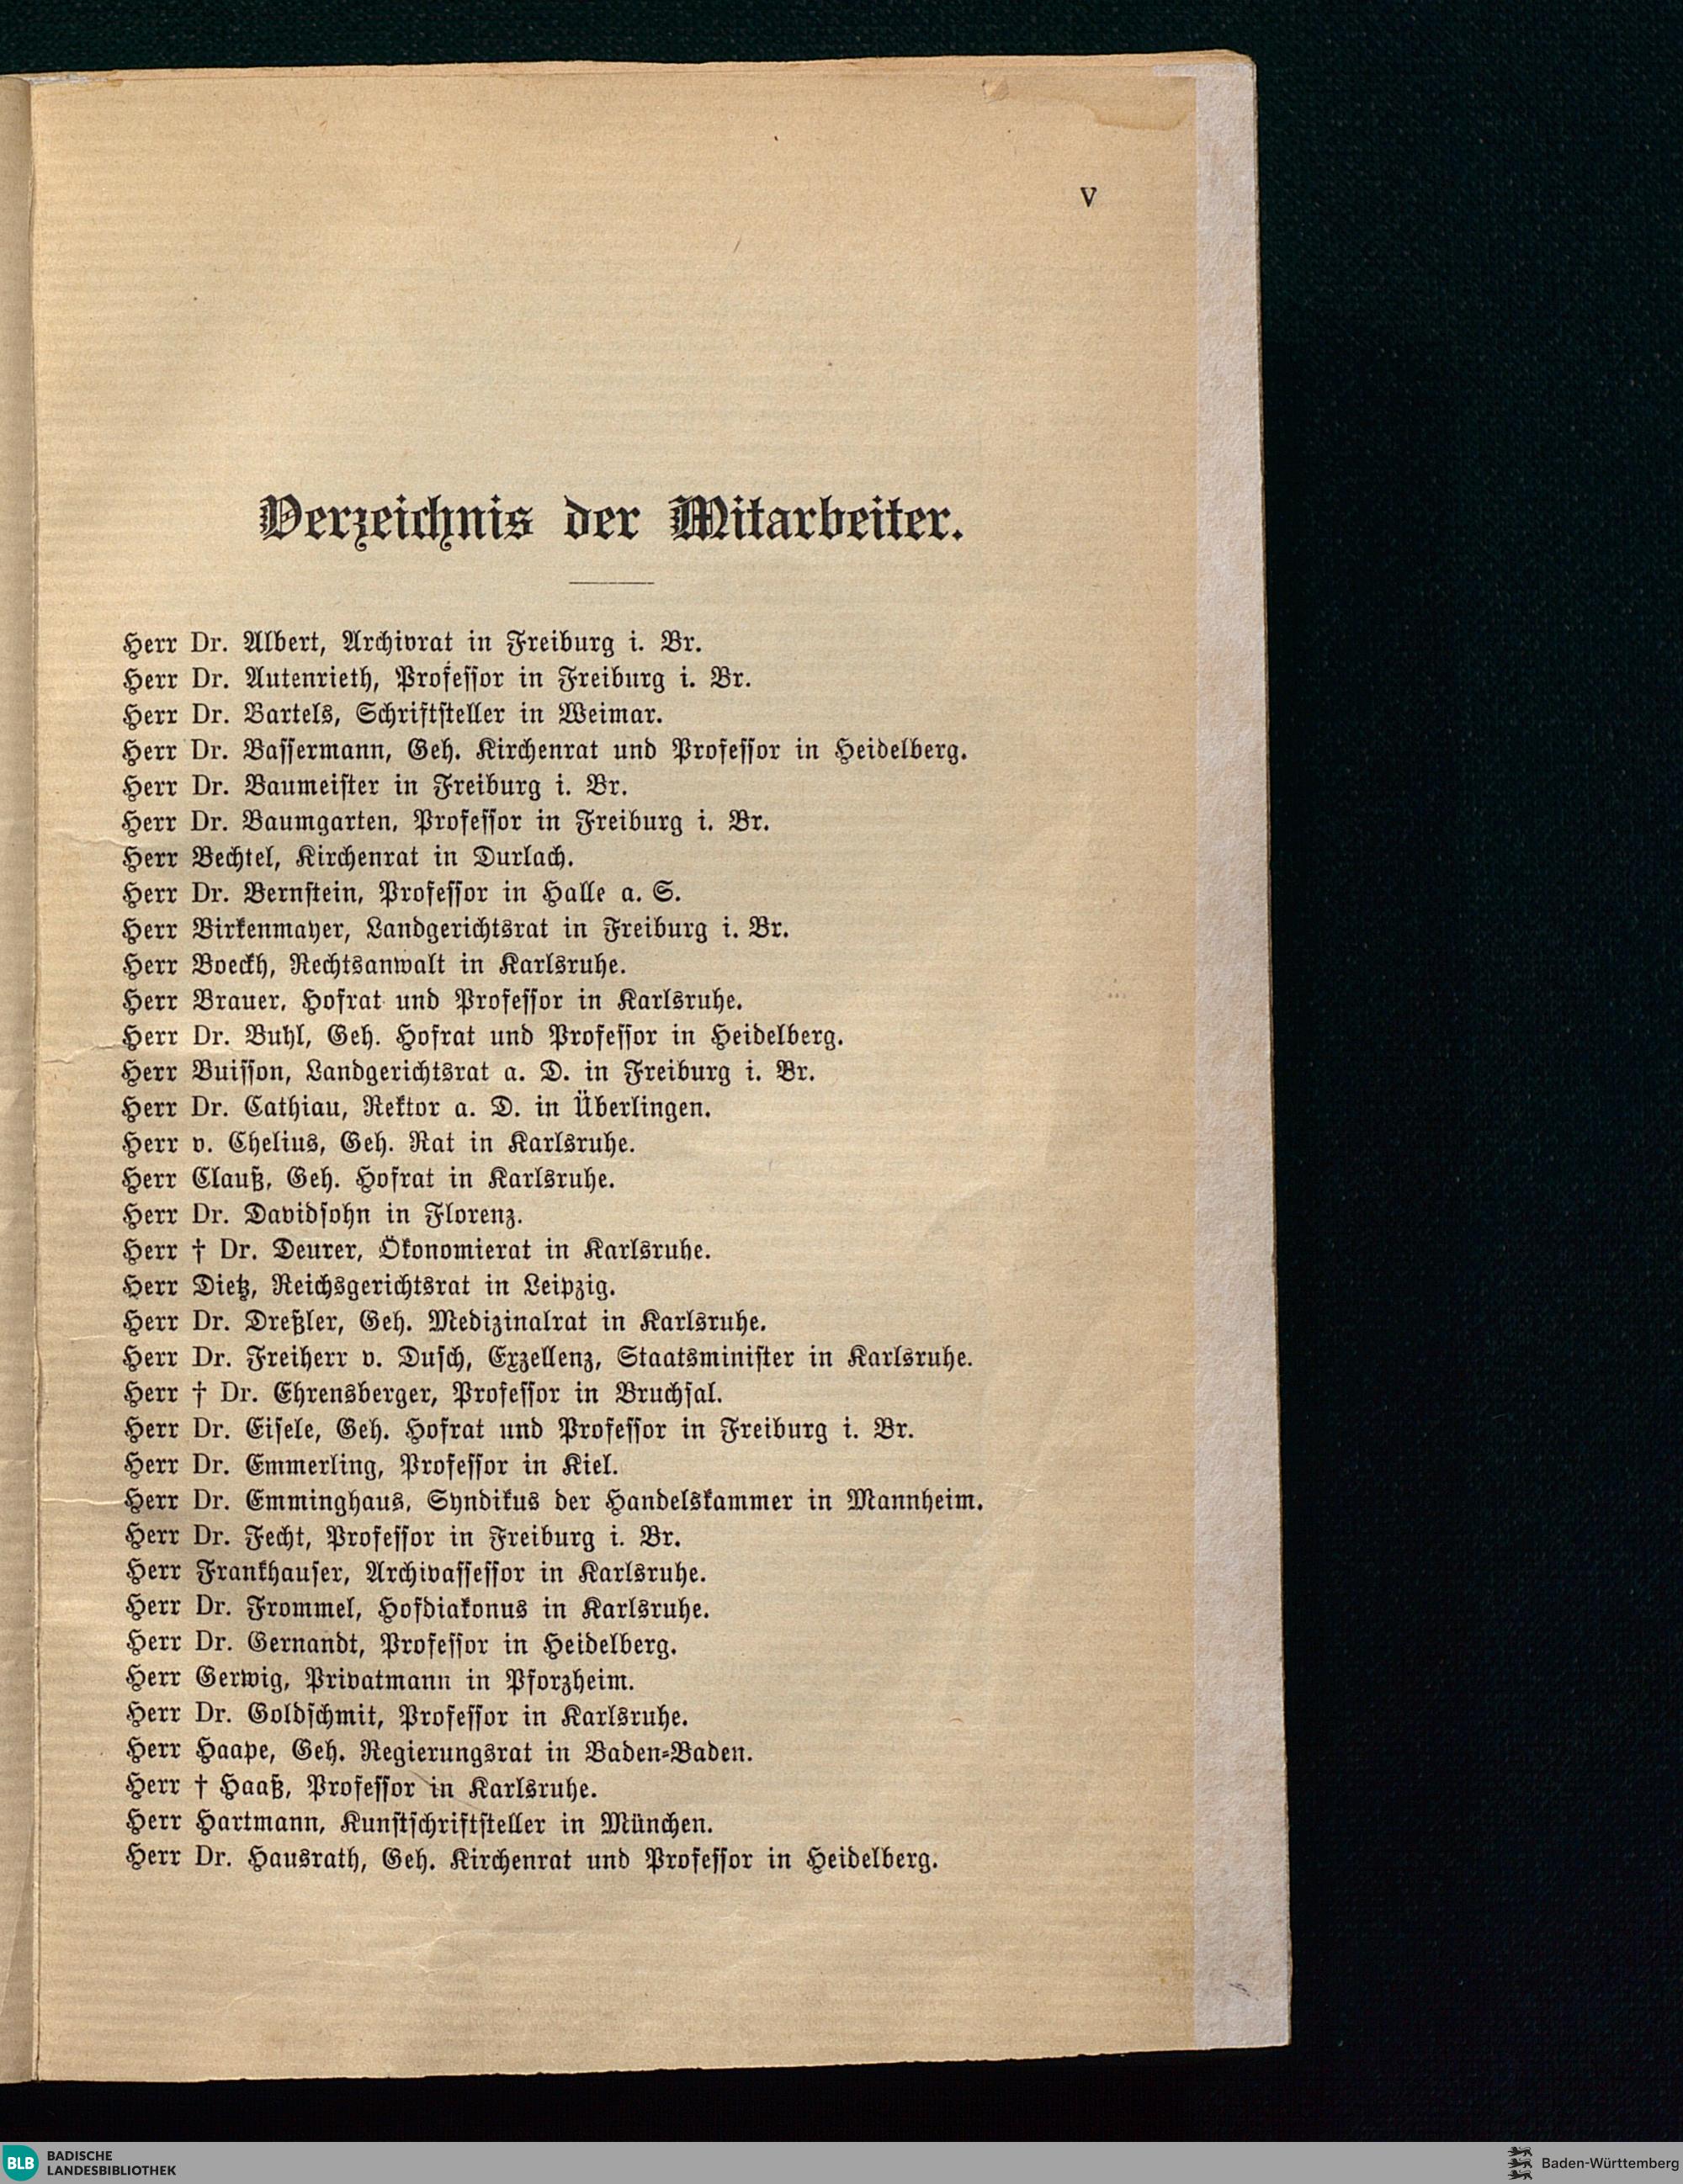 V
Verzeichnis der Mitarbeiter.
Herr Dr. Albert, Archivrat in Freiburg i. Br.
Herr Dr. Autenrieth, Professor in Freiburg i. Br.
Herr Dr. Bartels, Schriftsteller in Weimar.
Herr Dr. Bassermann, Geh. Kirchenrat und Professor in Heidelberg.
Herr Dr. Baumeister in Freiburg i. Br.
Herr Dr. Baumgarten, Professor in Freiburg i. Br.
Herr Bechtel, Kirchenrat in Durlach.
Herr Dr. Bernstein, Professor in Halle a. S.
Herr Birkenmayer, Landgerichtsrat in Freiburg i. Br.
Herr Boeckh, Rechtsanwalt in Karlsruhe.
Herr Brauer, Hofrat und Professor in Karlsruhe.
Herr Dr. Buhl, Geh. Hofrat und Professor in Heidelberg.
Herr Buisson, Landgerichtsrat a. D. in Freiburg i. Br.
Herr Dr. Cathiau, Rektor a. D. in Überlingen.
Herr v. Chelius, Geh. Rat in Karlsruhe.
Herr Clauß, Geh. Hofrat in Karlsruhe.
Herr Dr. Davidsohn in Florenz.
Herr † Dr. Deurer, Ökonomierat in Karlsruhe.
Herr Dietz, Reichsgerichtsrat in Leipzig.
Herr Dr. Dreßler, Geh. Medizinalrat in Karlsruhe.
Herr Dr. Freiherr v. Dusch, Exzellenz, Staatsminister in Karlsruhe.
Herr † Dr. Ehrensberger, Professor in Bruchsal.
Herr Dr. Eisele, Geh. Hofrat und Professor in Freiburg i. Br.
Herr Dr. Emmerling, Professor in Kiel.
Herr Dr. Emminghaus, Syndikus der Handelskammer in Mannheim.
Herr Dr. Fecht, Professor in Freiburg i. Br.
Herr Frankhauser, Archivassessor in Karlsruhe.
Herr Dr. Frommel, Hofdiakonus in Karlsruhe.
Herr Dr. Gernandt, Professor in Heidelberg.
Herr Gerwig, Privatmann in Pforzheim.
Herr Dr. Goldschmit, Professor in Karlsruhe.
Herr Haape, Geh. Regierungsrat in Baden-Baden.
Herr † Haaß, Professor in Karlsruhe.
Herr Hartmann, Kunstschriftsteller in München.
Herr Dr. Hausrath, Geh. Kirchenrat und Professor in Heidelberg.
BLB BADISCHE
LANDESBIBLIOTHEK
Baden-Württemberg